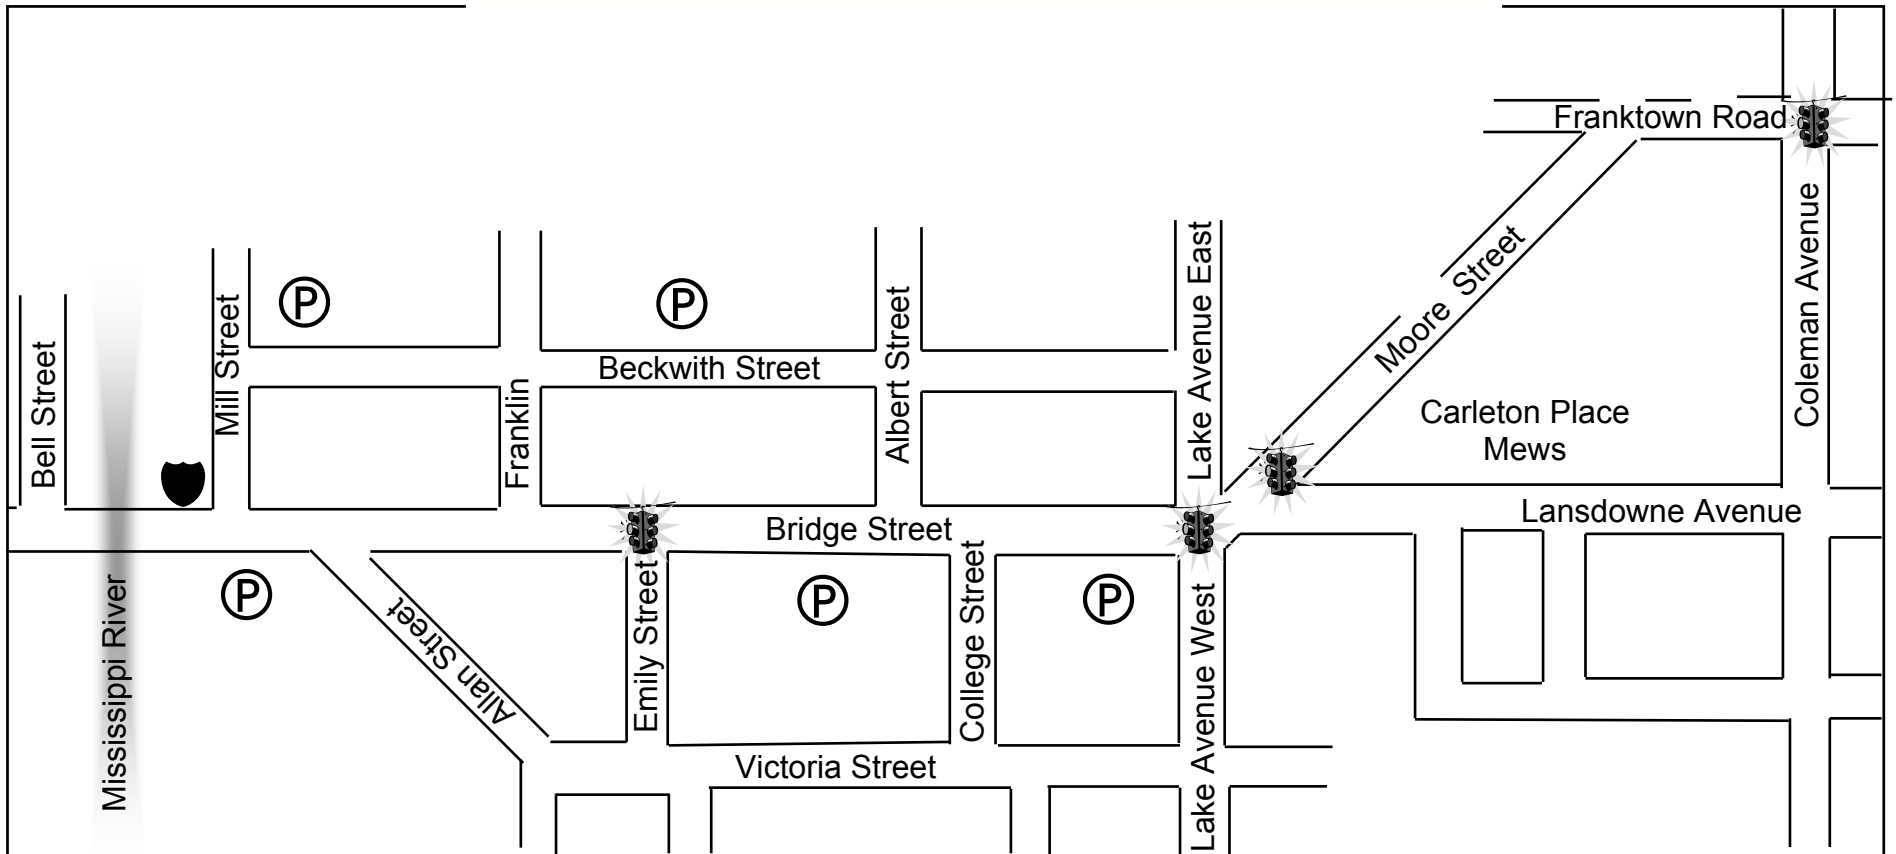 Franktown Road
Coleman Avenue
Moore Street
Lake Avenue East
P
P
Albert Street
Mill Street
Bell Street
Beckwith Street
Franklin
Carleton Place
Mews
Lansdowne Avenue
Bridge Street
P
P
P
Allan Street
Emily Street
College Street
Mississippi River
Lake Avenue West
Victoria Street